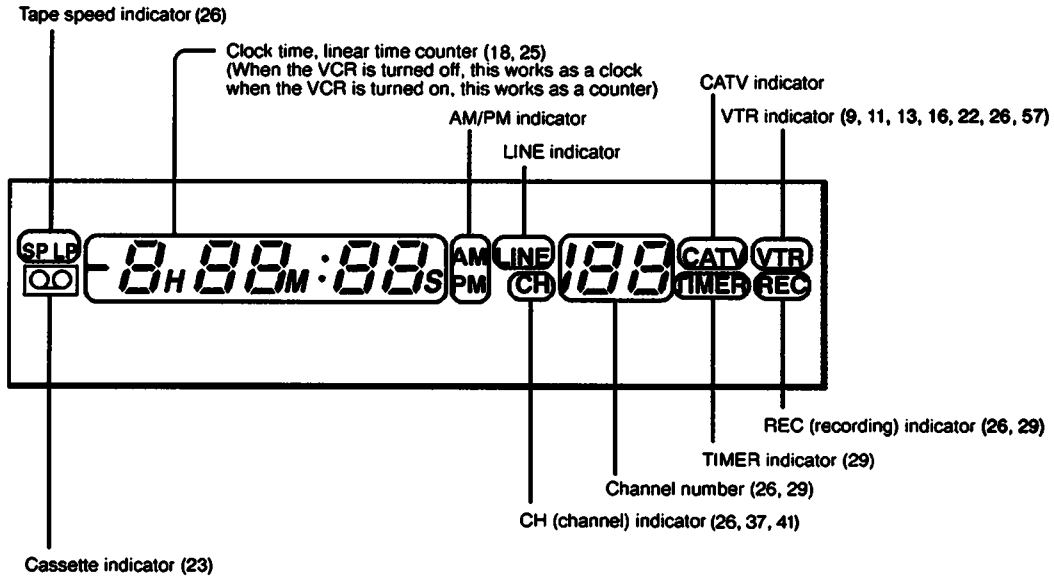 Tape speed indicator (26)
Clock time, linear time counter (18, 25)
(When the VCR is turned off, this works as a clock
when the VCR is turned on, this works as a counter)
CATV indicator
AM/PM indicator
VTR indicator (9, 11, 13, 16, 22, 26, 57)
LINE indicator
SP LP
-8H 88M :88S
AM
PM
LINE
CH
188
CATV
VTR
TIMER
REC
REC (recording) indicator (26, 29)
TIMER indicator (29)
Channel number (26, 29)
CH (channel) indicator (26, 37, 41)
Cassette indicator (23)